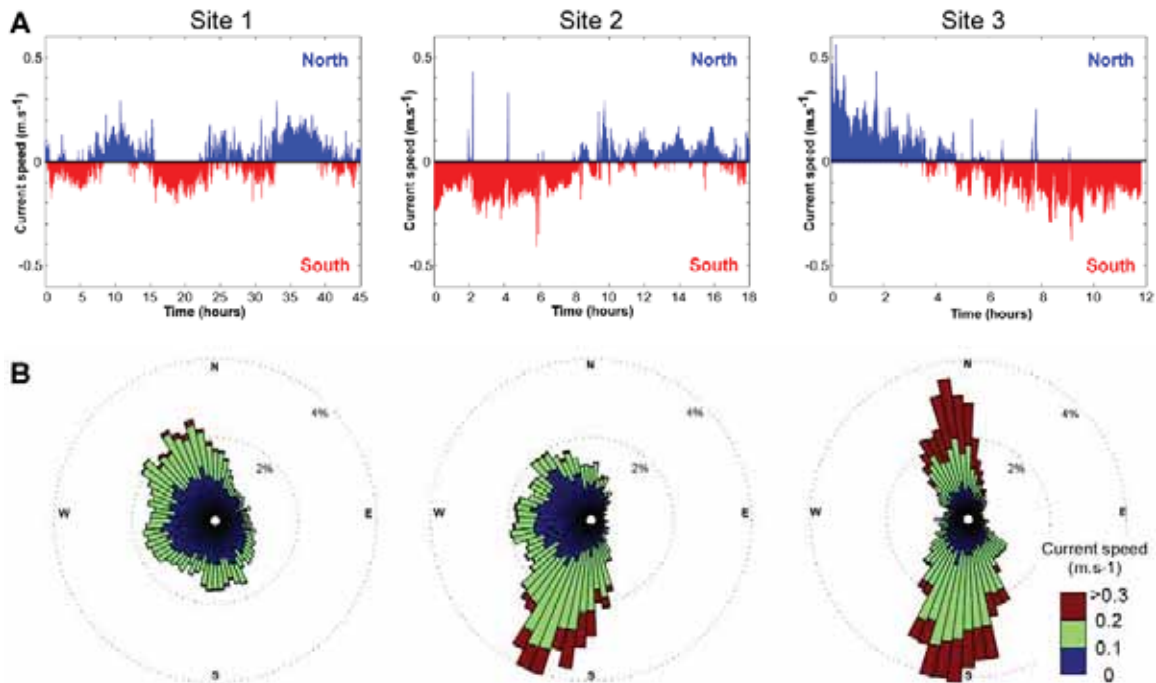 A
Site 1
Site 2
Site 3
Current speed (m.s-1)
0.5
0
-0.5
North
South
0 5 10 15 20 25 30 35 40 45
Time (hours)
Current speed (m.s-1)
0.5
0
-0.5
North
South
0 2 4 6 8 10 12 14 16 18
Time (hours)
Current speed (m.s-1)
0.5
0
-0.5
North
South
0 2 4 6 8 10 12
Time (hours)
B
N
4%
2%
W
E
S
N
4%
2%
W
E
S
N
4%
2%
W
E
S
Current speed
(m.s-1)
>0.3
0.2
0.1
0